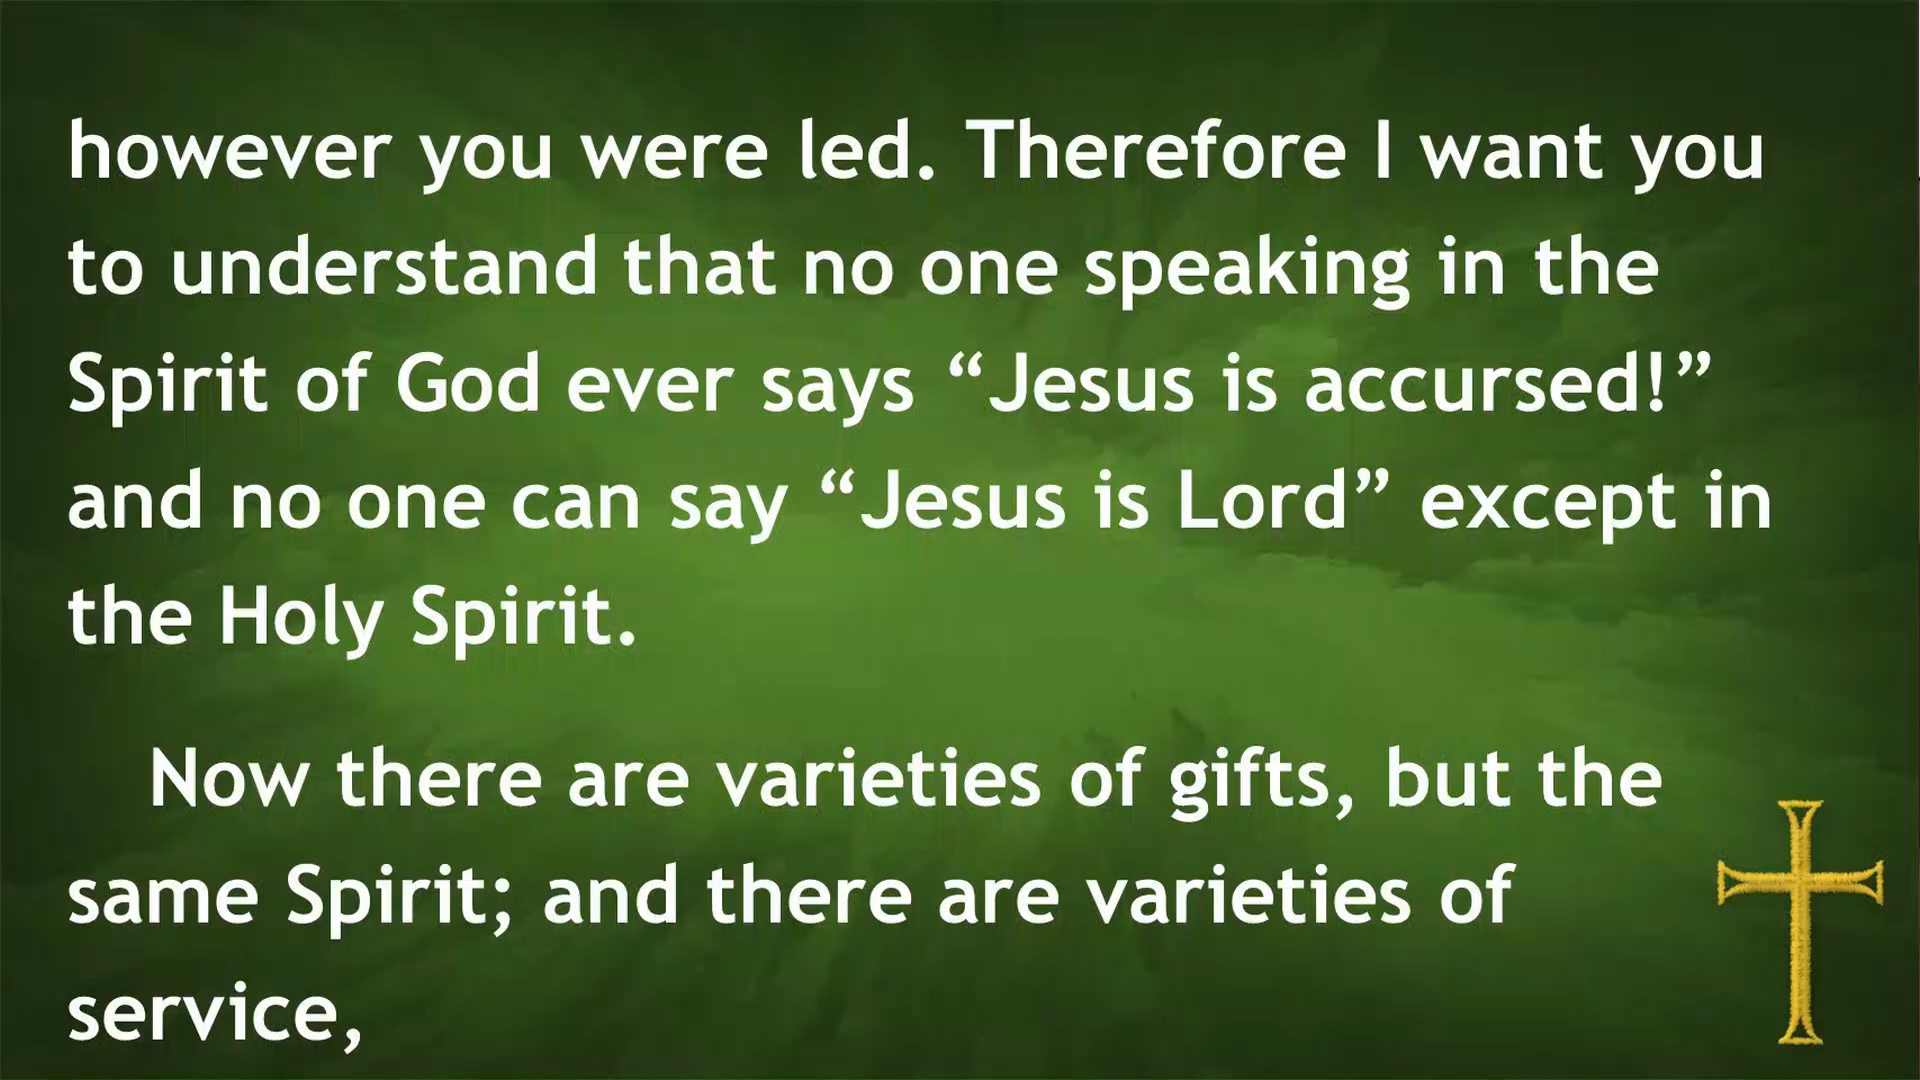 however you were led. Therefore I want you
to understand that no one speaking in the
Spirit of God ever says “Jesus is accursed!”
and no one can say “Jesus is Lord” except in
the Holy Spirit.
Now there are varieties of gifts, but the
same Spirit; and there are varieties of
service,